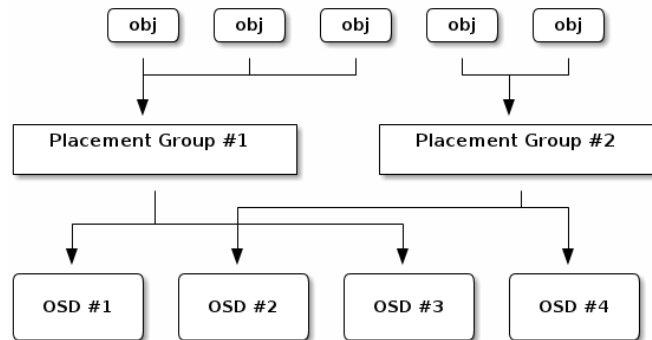 obj obj obj obj obj
Placement Group #1 Placement Group #2
OSD #1 OSD #2 OSD #3 OSD #4